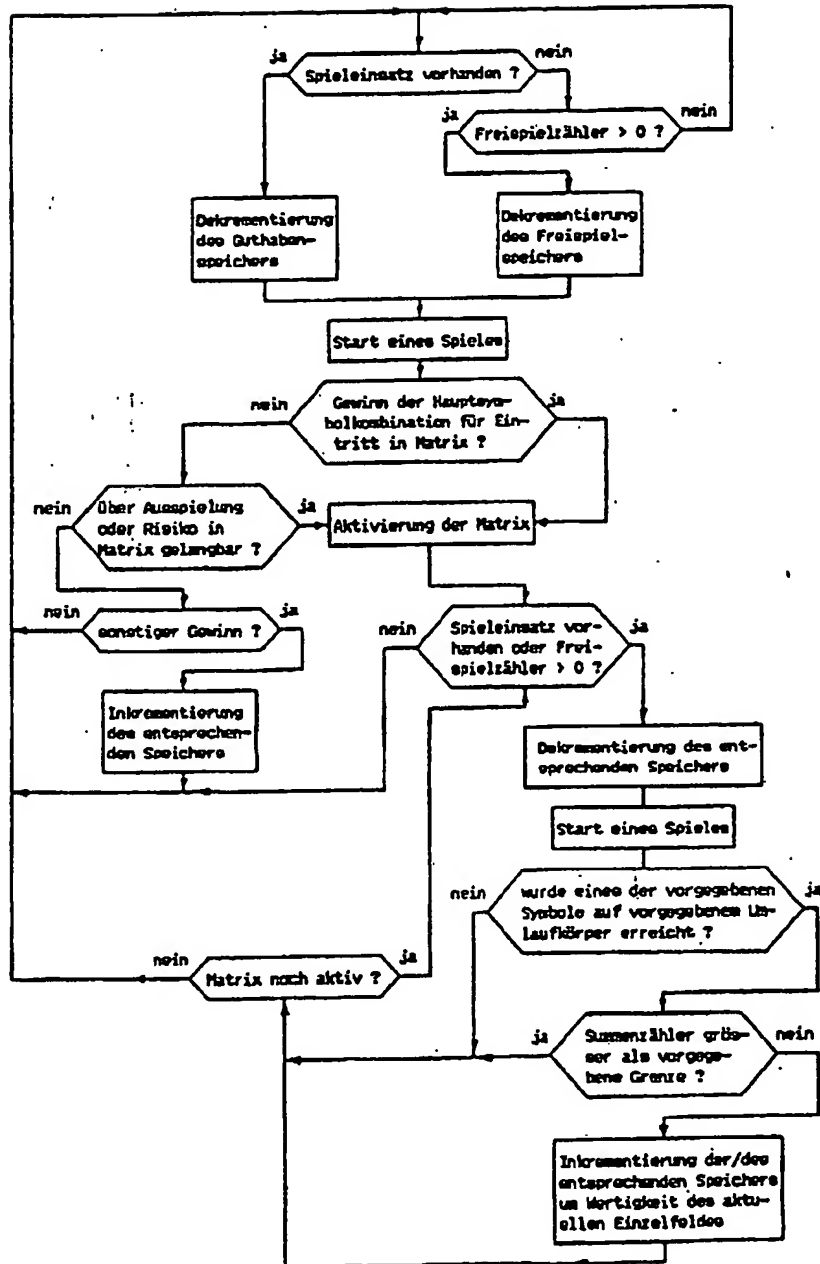 ja
nein
Spieleinsatz vorhanden ?
ja
nein
Freispielzähler > 0 ?
Dekrementierung
des Guthaben-
speichers
Dekrementierung
des Freispiel-
speichers
Start eines Spieles
nein
Gewinn der Hauptsym-
bolkombination für Ein-
tritt in Matrix ?
ja
nein
Über Ausspielung
oder Risiko in
Matrix gelangbar ?
ja
Aktivierung der Matrix
nein
sonstiger Gewinn ?
ja
nein
Spieleinsatz vor-
handen oder Frei-
spielzähler > 0 ?
ja
Inkrementierung
des entsprechen-
den Speichers
Dekrementierung des ent-
sprechenden Speichers
Start eines Spieles
nein
wurde eines der vorgegebenen
Symbole auf vorgegebenem Um-
laufkörper erreicht ?
ja
nein
Matrix noch aktiv ?
ja
ja
Summenzähler grös-
ser als vorgege-
bene Grenze ?
nein
Inkrementierung der/des
entsprechenden Speichers
um Wertigkeit des aktu-
ellen Einzelfeldes